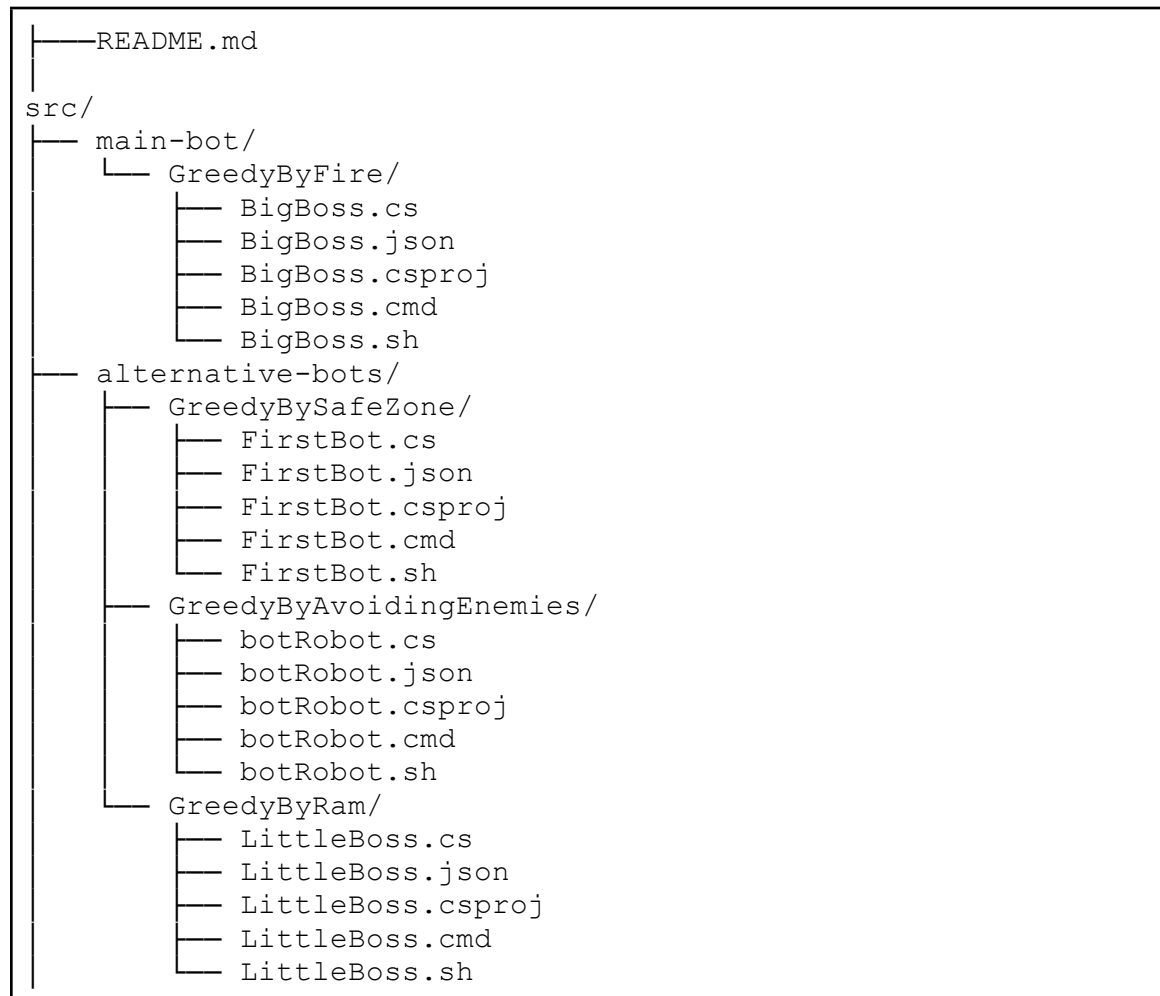 ├────README.md
│
src/
├── main-bot/
│   └── GreedyByFire/
│       ├── BigBoss.cs
│       ├── BigBoss.json
│       ├── BigBoss.csproj
│       ├── BigBoss.cmd
│       └── BigBoss.sh
├── alternative-bots/
│   ├── GreedyBySafeZone/
│   │   ├── FirstBot.cs
│   │   ├── FirstBot.json
│   │   ├── FirstBot.csproj
│   │   ├── FirstBot.cmd
│   │   └── FirstBot.sh
│   ├── GreedyByAvoidingEnemies/
│   │   ├── botRobot.cs
│   │   ├── botRobot.json
│   │   ├── botRobot.csproj
│   │   ├── botRobot.cmd
│   │   └── botRobot.sh
│   └── GreedyByRam/
│       ├── LittleBoss.cs
│       ├── LittleBoss.json
│       ├── LittleBoss.csproj
│       ├── LittleBoss.cmd
│       └── LittleBoss.sh